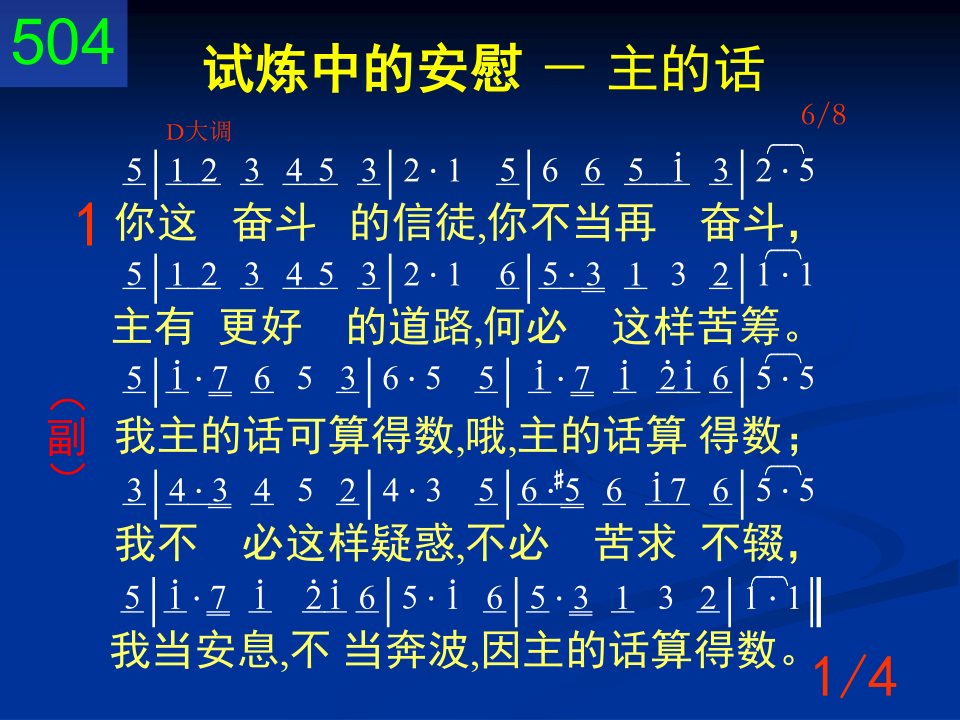 504
试炼中的安慰 － 主的话
D大调
6/8
5|1 2 3 4 5 3|2 · 1 5|6 6 5 i 3|2 · 5
1 你这 奋斗 的信徒,你不当再 奋斗，
5|1 2 3 4 5 3|2 · 1 6|5 · 3 1 3 2|1 · 1
主有 更好 的道路,何必 这样苦筹。
5|i · 7 6 5 3|6 · 5 5|i · 7 i 2̇ i 6|5 · 5
（副） 我主的话可算得数,哦,主的话算 得数；
3|4 · 3 4 5 2|4 · 3 5|6 · #5 6 i 7 6|5 · 5
我不 必这样疑惑,不必 苦求 不辍，
5|i · 7 i 2̇ i 6|5 · i 6|5 · 3 1 3 2|1 · 1‖
我当安息,不 当奔波,因主的话算得数。
1/4